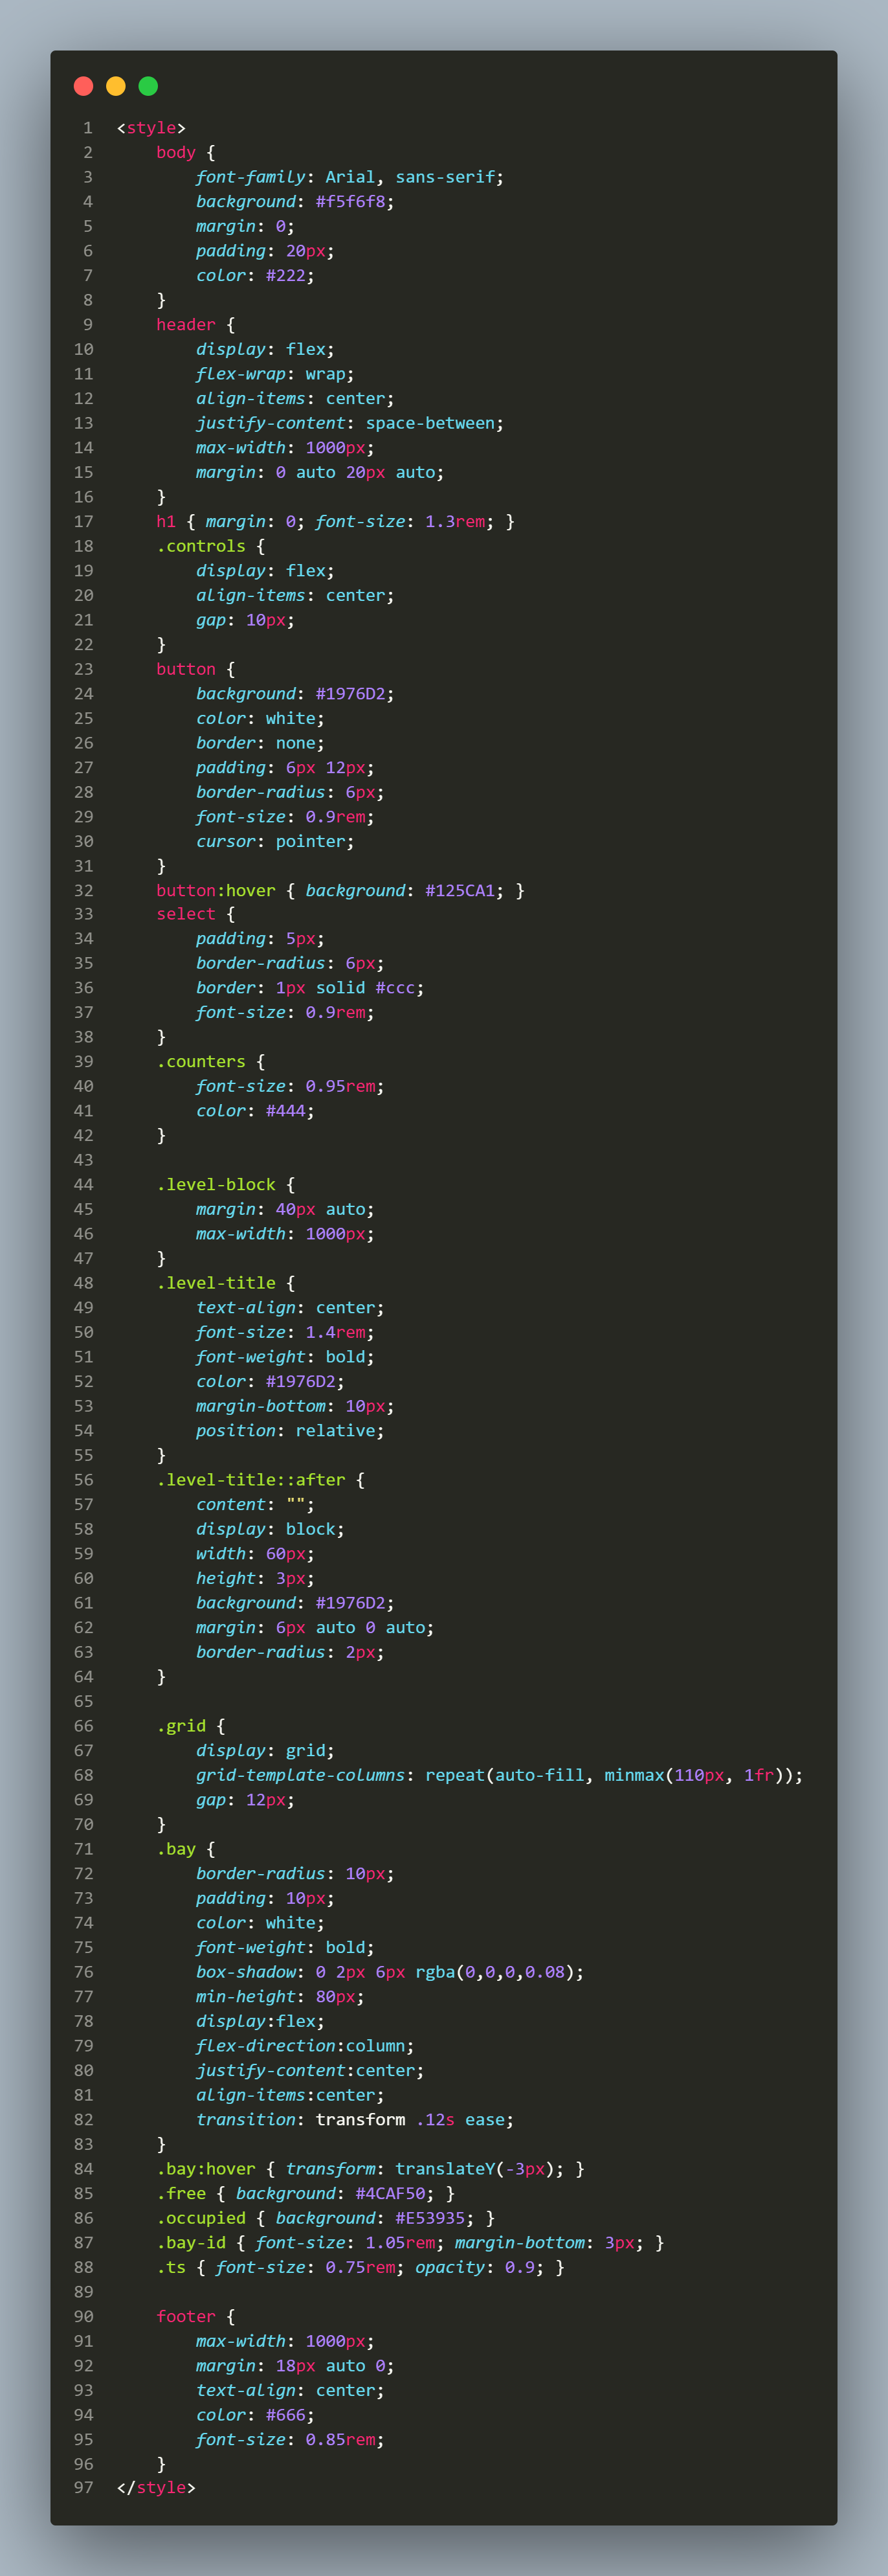 1 <style>
2     body {
3         font-family: Arial, sans-serif;
4         background: #f5f6f8;
5         margin: 0;
6         padding: 20px;
7         color: #222;
8     }
9     header {
10         display: flex;
11         flex-wrap: wrap;
12         align-items: center;
13         justify-content: space-between;
14         max-width: 1000px;
15         margin: 0 auto 20px auto;
16     }
17     h1 { margin: 0; font-size: 1.3rem; }
18     .controls {
19         display: flex;
20         align-items: center;
21         gap: 10px;
22     }
23     button {
24         background: #1976D2;
25         color: white;
26         border: none;
27         padding: 6px 12px;
28         border-radius: 6px;
29         font-size: 0.9rem;
30         cursor: pointer;
31     }
32     button:hover { background: #125CA1; }
33     select {
34         padding: 5px;
35         border-radius: 6px;
36         border: 1px solid #ccc;
37         font-size: 0.9rem;
38     }
39     .counters {
40         font-size: 0.95rem;
41         color: #444;
42     }
43
44     .level-block {
45         margin: 40px auto;
46         max-width: 1000px;
47     }
48     .level-title {
49         text-align: center;
50         font-size: 1.4rem;
51         font-weight: bold;
52         color: #1976D2;
53         margin-bottom: 10px;
54         position: relative;
55     }
56     .level-title::after {
57         content: "";
58         display: block;
59         width: 60px;
60         height: 3px;
61         background: #1976D2;
62         margin: 6px auto 0 auto;
63         border-radius: 2px;
64     }
65
66     .grid {
67         display: grid;
68         grid-template-columns: repeat(auto-fill, minmax(110px, 1fr));
69         gap: 12px;
70     }
71     .bay {
72         border-radius: 10px;
73         padding: 10px;
74         color: white;
75         font-weight: bold;
76         box-shadow: 0 2px 6px rgba(0,0,0,0.08);
77         min-height: 80px;
78         display:flex;
79         flex-direction:column;
80         justify-content:center;
81         align-items:center;
82         transition: transform .12s ease;
83     }
84     .bay:hover { transform: translateY(-3px); }
85     .free { background: #4CAF50; }
86     .occupied { background: #E53935; }
87     .bay-id { font-size: 1.05rem; margin-bottom: 3px; }
88     .ts { font-size: 0.75rem; opacity: 0.9; }
89
90     footer {
91         max-width: 1000px;
92         margin: 18px auto 0;
93         text-align: center;
94         color: #666;
95         font-size: 0.85rem;
96     }
97 </style>